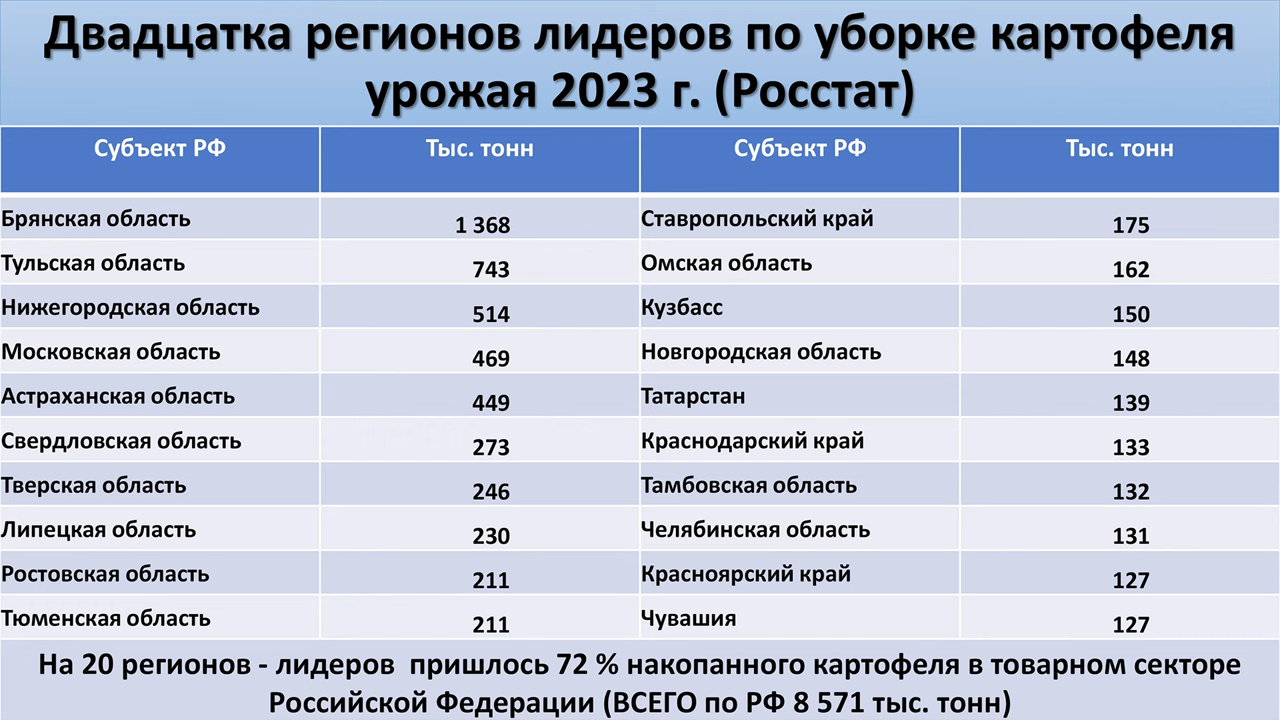 Двадцатка регионов лидеров по уборке картофеля
урожая 2023 г. (Росстат)
Субъект РФ Тыс. тонн Субъект РФ Тыс. тонн
Брянская область 1 368 Ставропольский край 175
Тульская область 743 Омская область 162
Нижегородская область 514 Кузбасс 150
Московская область 469 Новгородская область 148
Астраханская область 449 Татарстан 139
Свердловская область 273 Краснодарский край 133
Тверская область 246 Тамбовская область 132
Липецкая область 230 Челябинская область 131
Ростовская область 211 Красноярский край 127
Тюменская область 211 Чувашия 127
На 20 регионов - лидеров пришлось 72 % накопанного картофеля в товарном секторе
Российской Федерации (ВСЕГО по РФ 8 571 тыс. тонн)